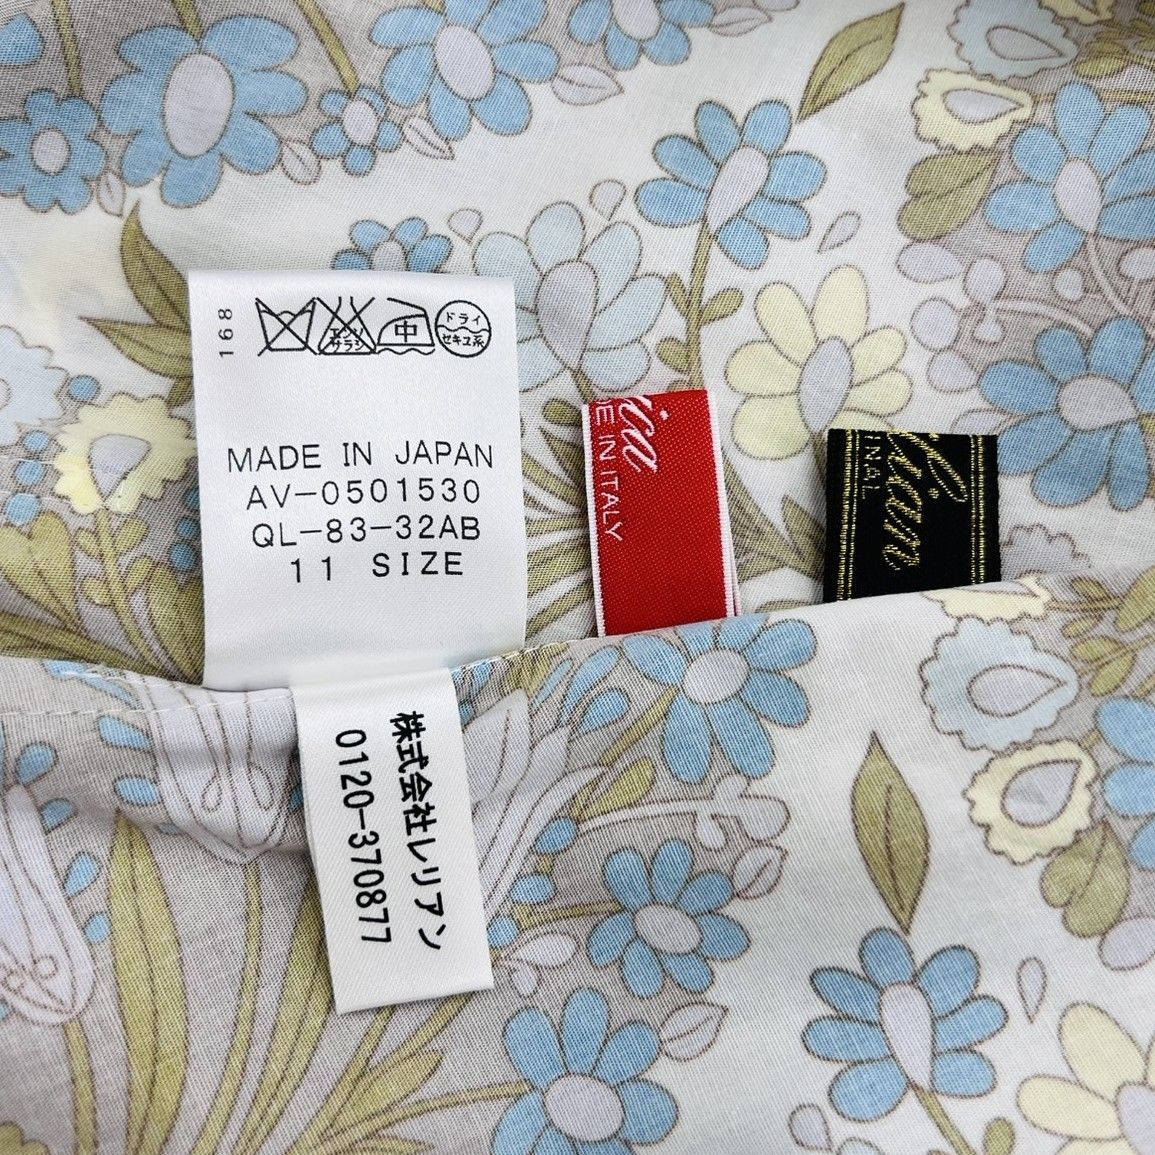 168
エンソ
サラシ
中
ドライ
セキユ系
MADE IN JAPAN
AV-0501530
QL-83-32AB
11 SIZE
DE IN ITALY
lian
INAL
株式会社レリアン
0120-370877